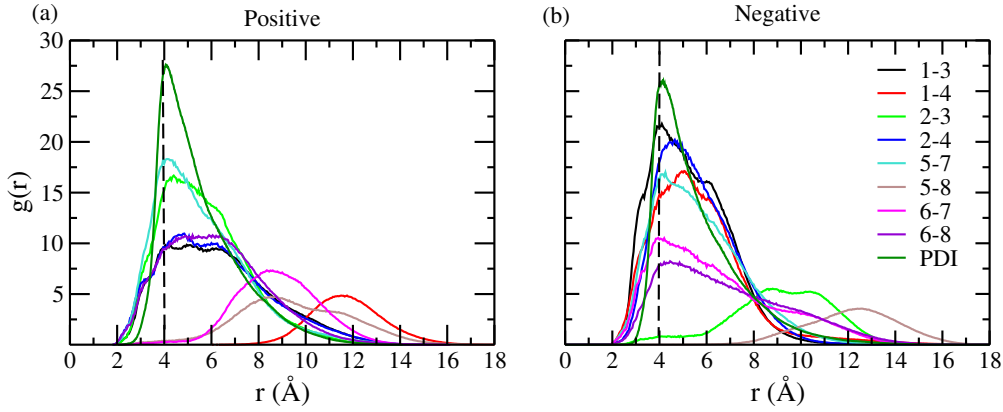 (a)
Positive
(b)
Negative
30
25
20
15
10
5
g(r)
0 2 4 6 8 10 12 14 16 18
r (Å)
0 2 4 6 8 10 12 14 16 18
r (Å)
1-3
1-4
2-3
2-4
5-7
5-8
6-7
6-8
PDI